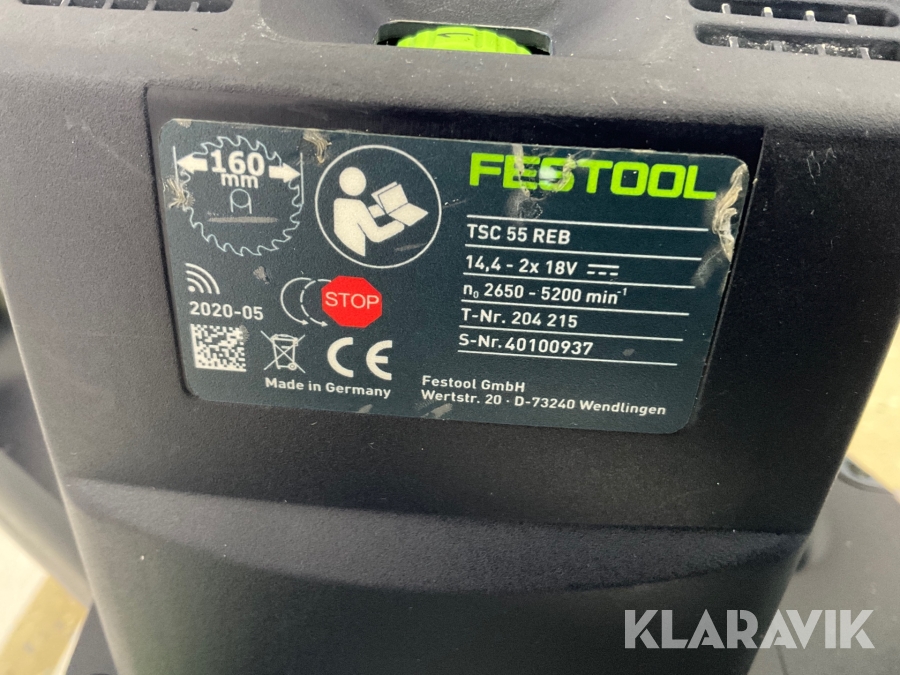 160
mm
2020-05
STOP
CE
Made in Germany
FESTOOL
TSC 55 REB
14,4 - 2x 18V
n₀ 2650 - 5200 min⁻¹
T-Nr. 204 215
S-Nr. 40100937
Festool GmbH
Wertstr. 20 · D-73240 Wendlingen
KLARAVIK